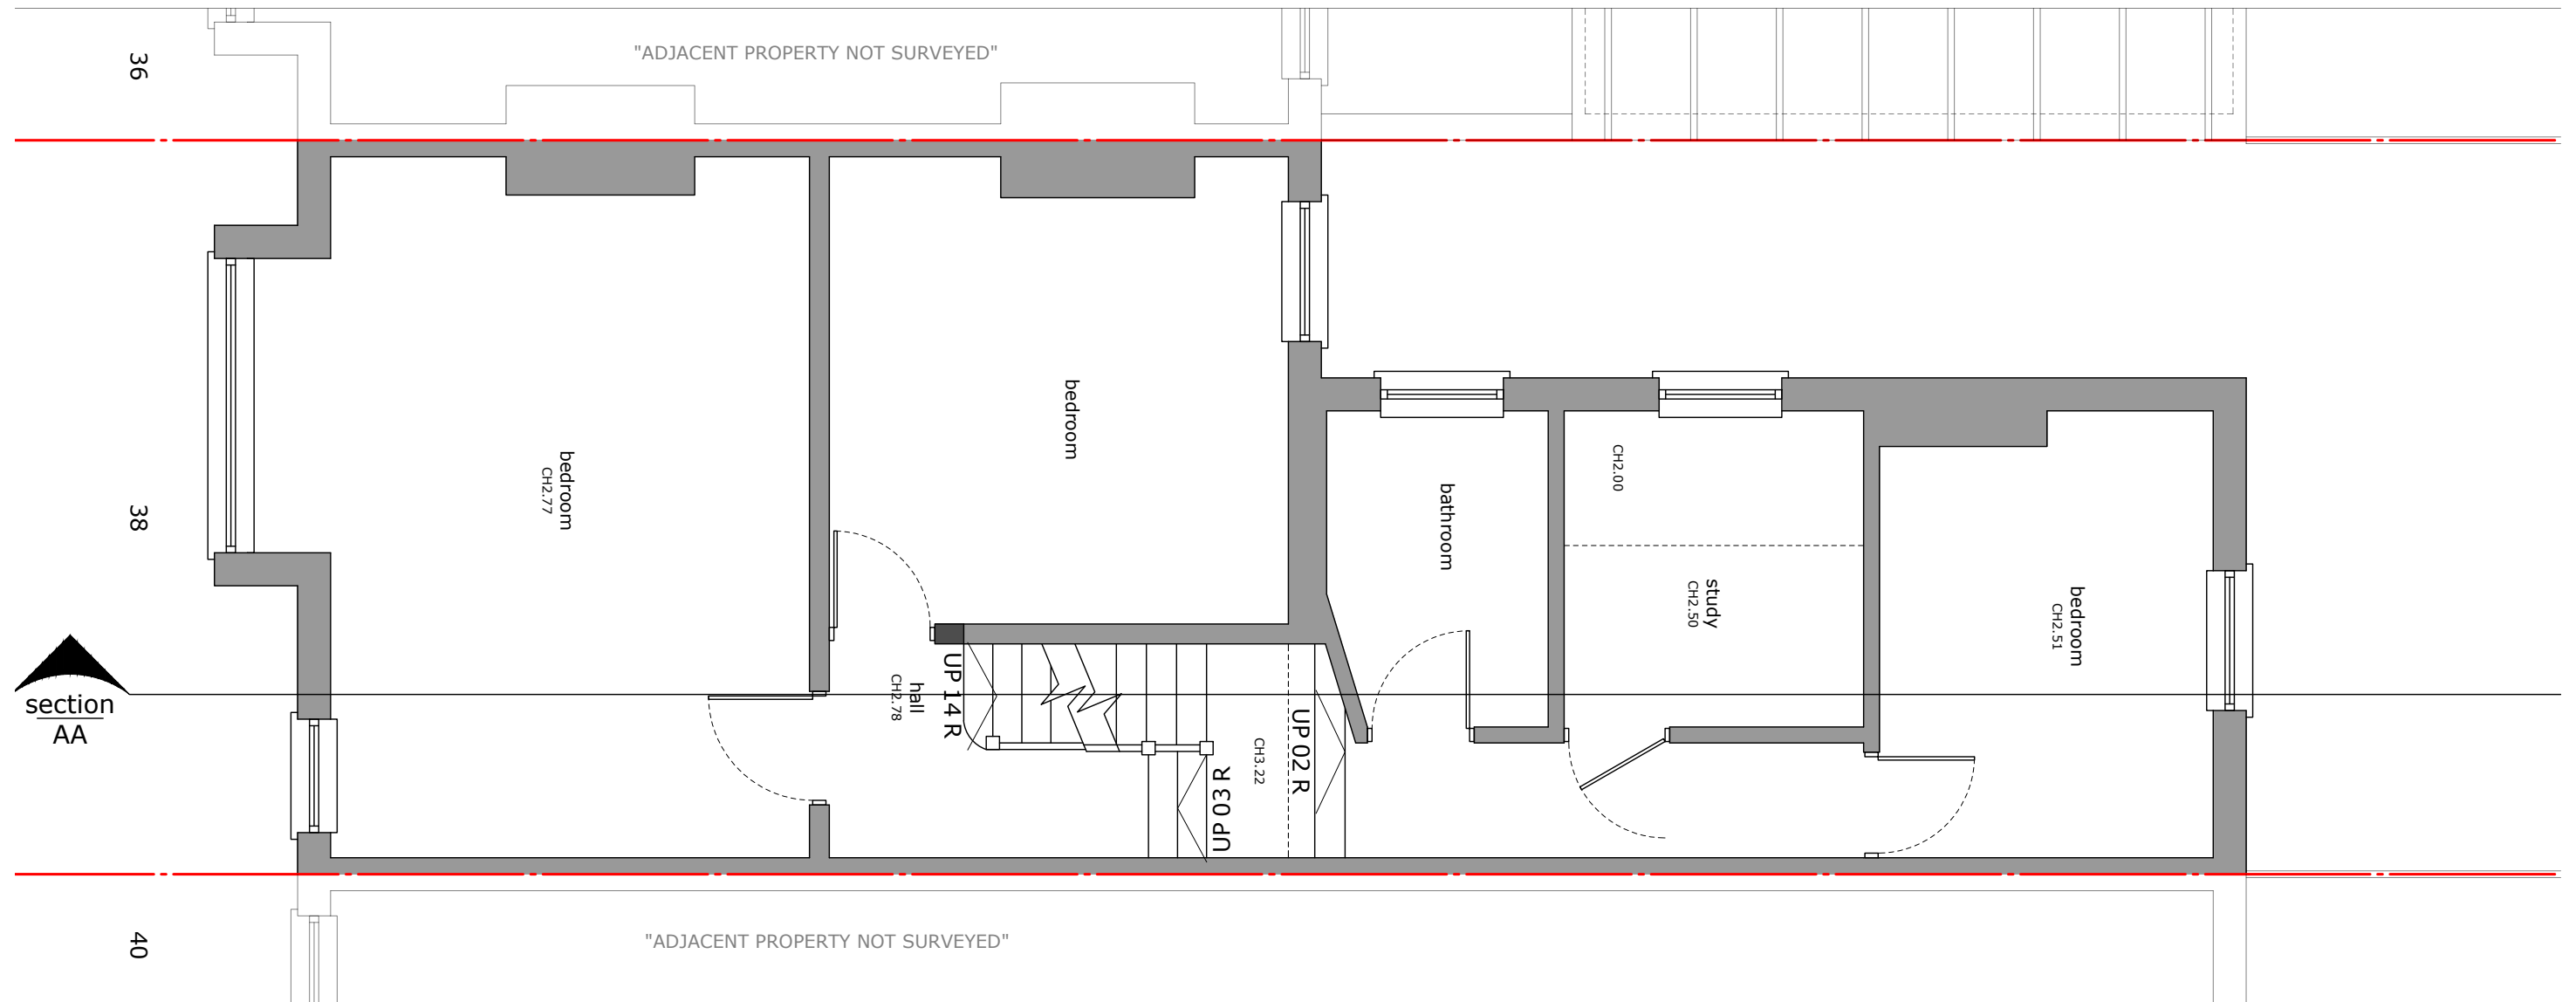 "ADJACENT PROPERTY NOT SURVEYED"
36
38
40
bedroom
CH2.77
bedroom
bathroom
CH2.00
study
CH2.50
bedroom
CH2.51
hall
CH2.78
UP 14 R
UP 03 R
CH3.22
UP 02 R
section
AA
"ADJACENT PROPERTY NOT SURVEYED"